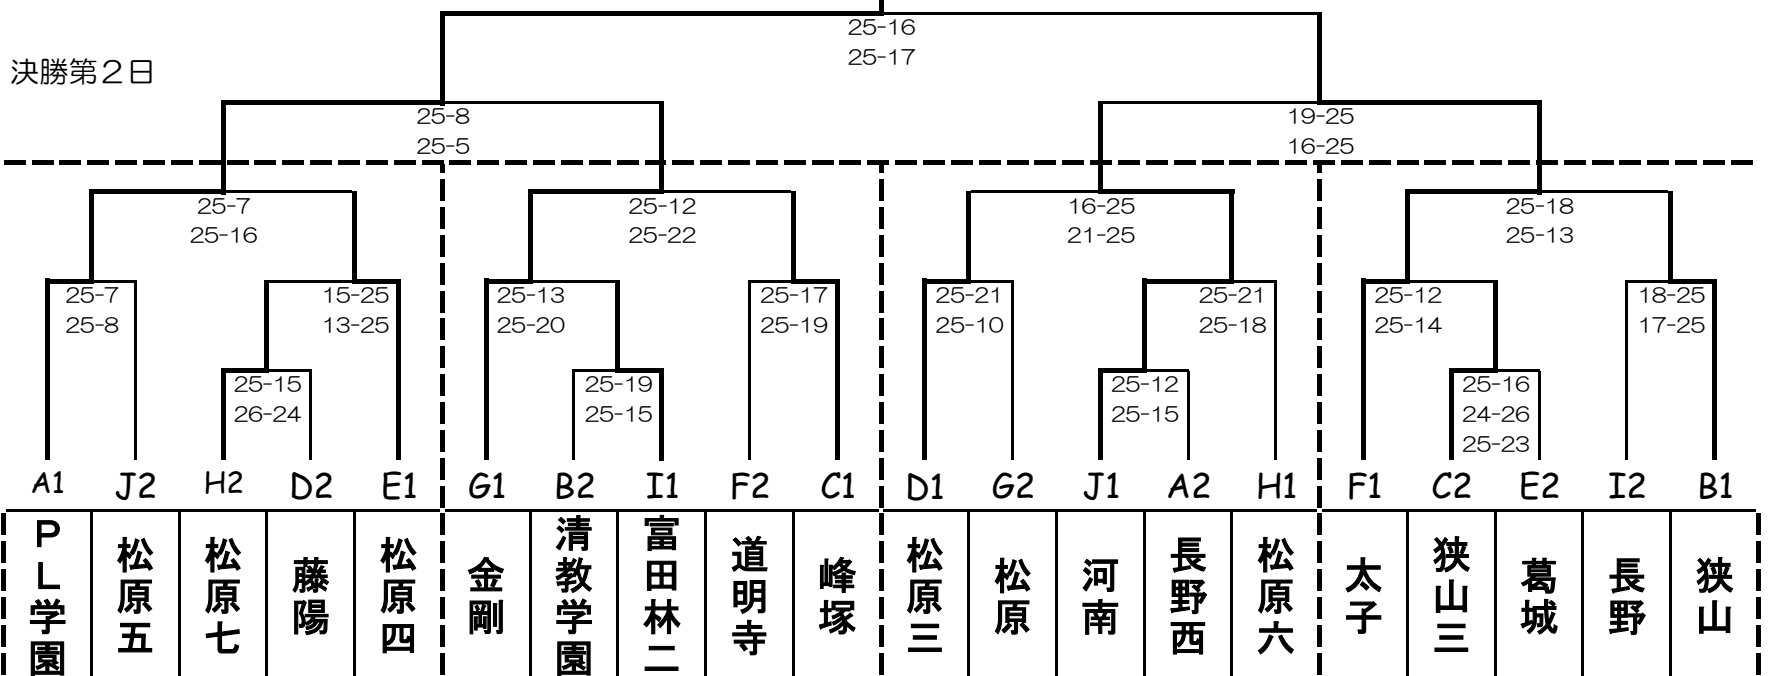 25-16
25-17
決勝第２日
25-8
25-5
19-25
16-25
25-7
25-16
25-12
25-22
16-25
21-25
25-18
25-13
25-7
25-8
15-25
13-25
25-13
25-20
25-17
25-19
25-21
25-10
25-21
25-18
25-12
25-14
18-25
17-25
25-15
26-24
25-19
25-15
25-12
25-15
25-16
24-26
25-23
A1 J2 H2 D2 E1 G1 B2 I1 F2 C1 D1 G2 J1 A2 H1 F1 C2 E2 I2 B1
ＰＬ学園
松原五
松原七
藤陽
松原四
金剛
清教学園
富田林二
道明寺
峰塚
松原三
松原
河南
長野西
松原六
太子
狭山三
葛城
長野
狭山